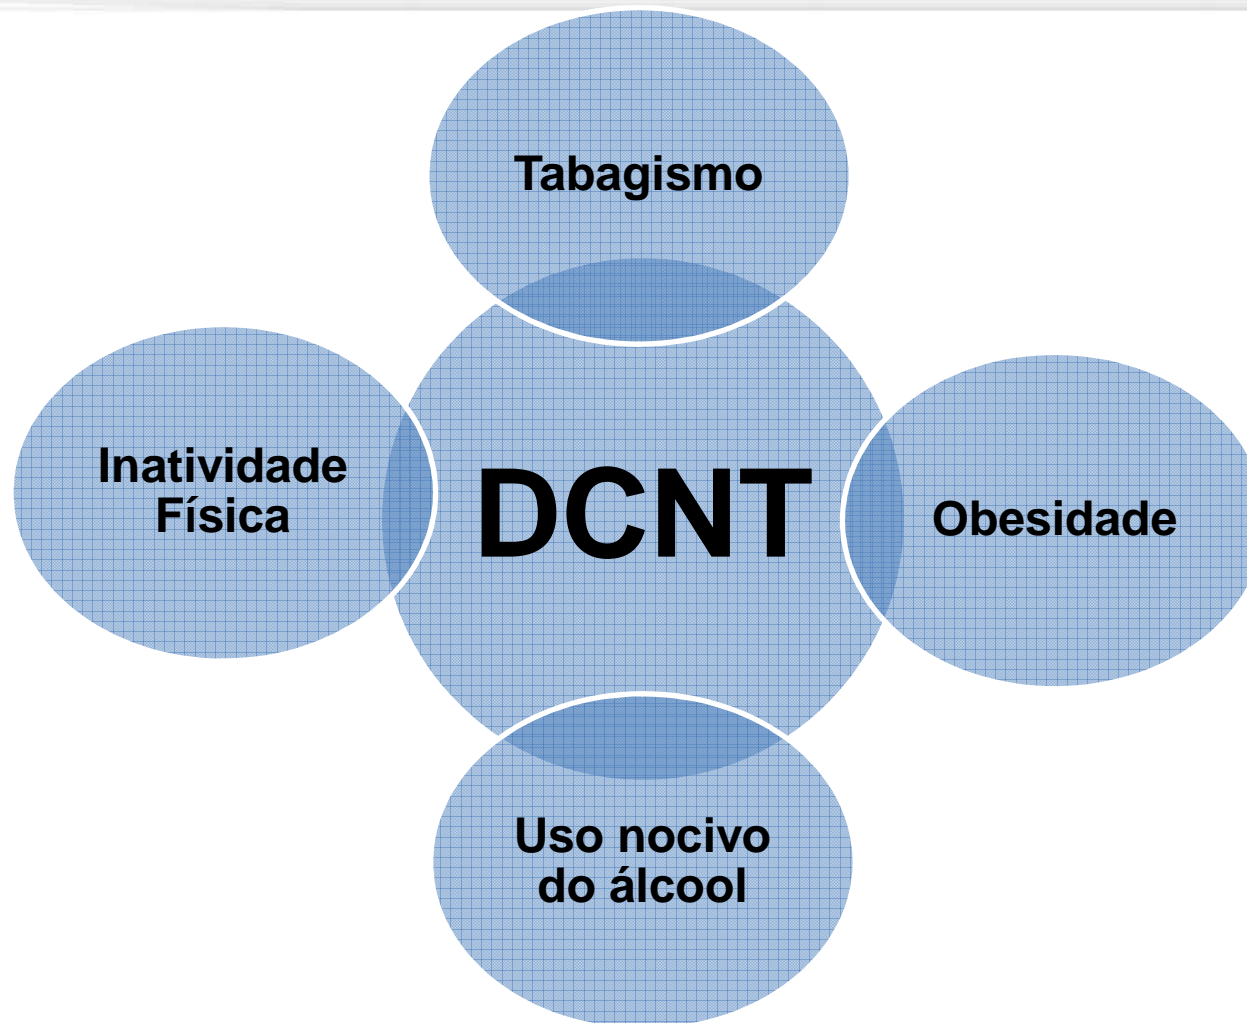 Tabagismo
Inatividade
Física
DCNT
Obesidade
Uso nocivo
do álcool